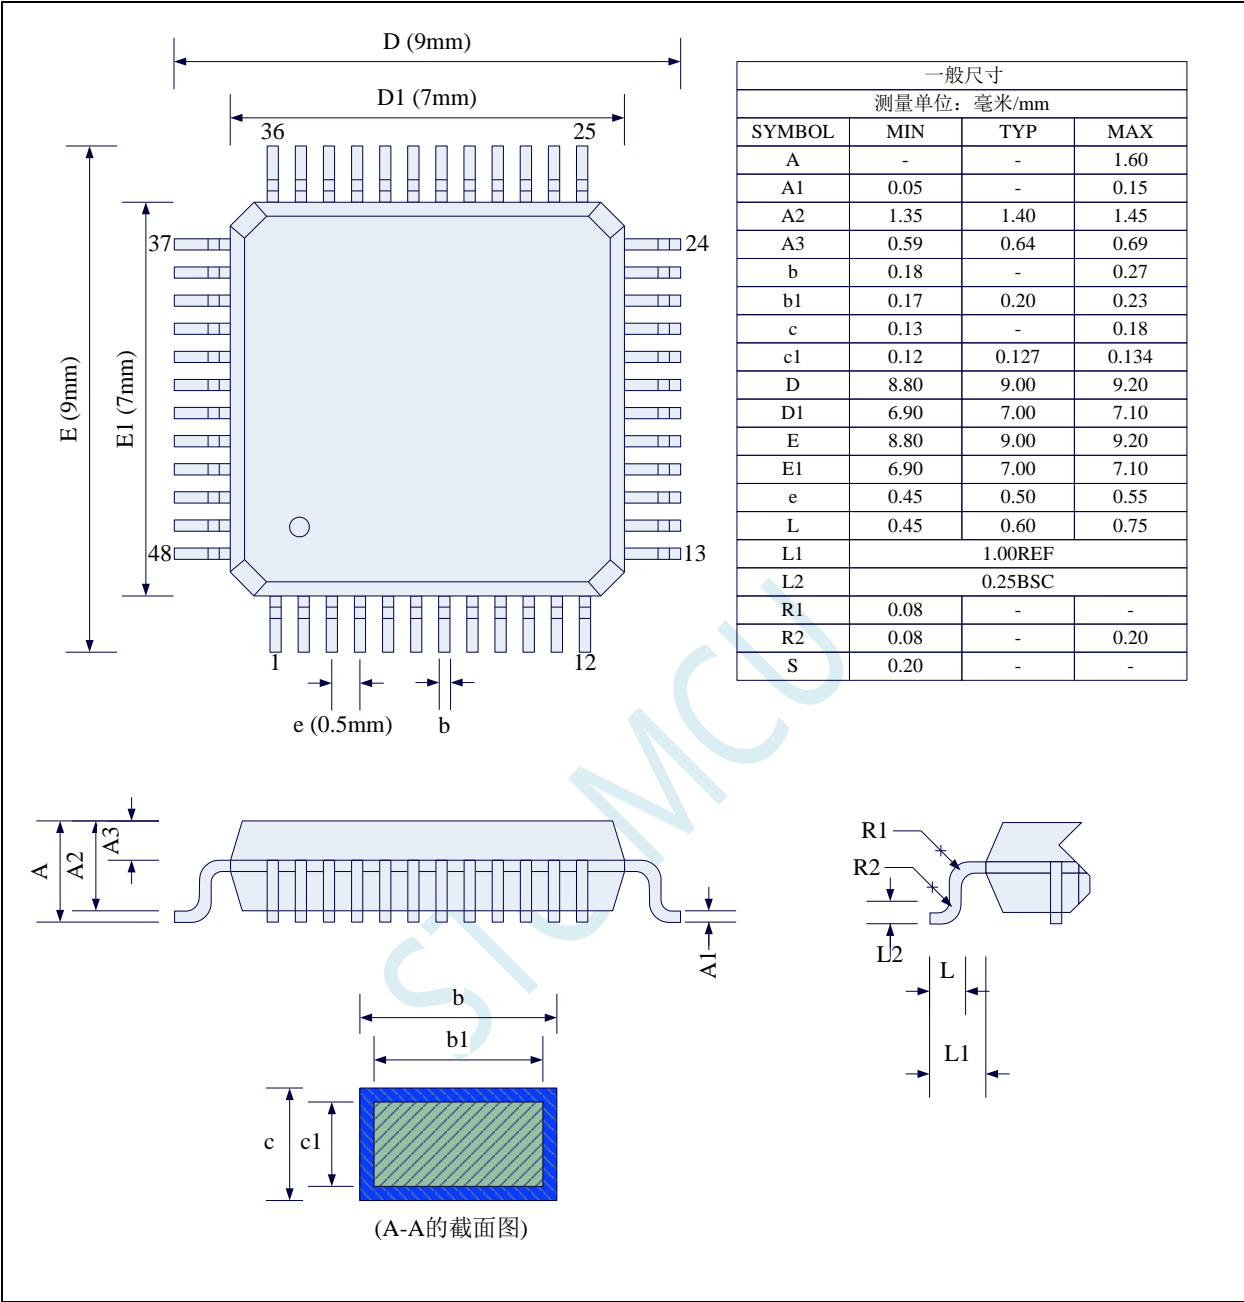 D (9mm)
D1 (7mm)
36
25
37
24
48
13
1
12
E (9mm)
E1 (7mm)
e (0.5mm)
b
一般尺寸
测量单位：毫米/mm
SYMBOL MIN TYP MAX
A - - 1.60
A1 0.05 - 0.15
A2 1.35 1.40 1.45
A3 0.59 0.64 0.69
b 0.18 - 0.27
b1 0.17 0.20 0.23
c 0.13 - 0.18
c1 0.12 0.127 0.134
D 8.80 9.00 9.20
D1 6.90 7.00 7.10
E 8.80 9.00 9.20
E1 6.90 7.00 7.10
e 0.45 0.50 0.55
L 0.45 0.60 0.75
L1 1.00REF
L2 0.25BSC
R1 0.08 - -
R2 0.08 - 0.20
S 0.20 - -
STCMCU
A
A2
A3
A1
R1
R2
L2
L
L1
b
b1
c
c1
(A-A的截面图)